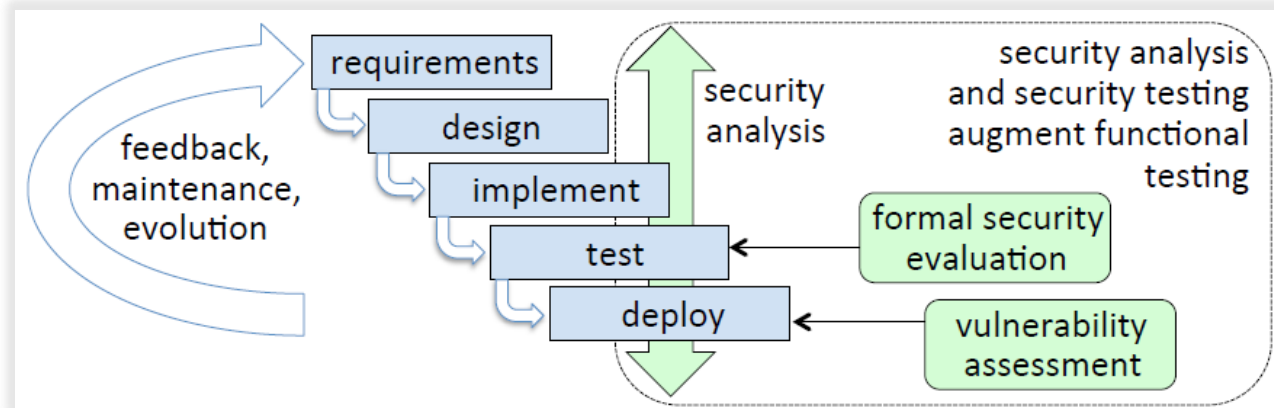 requirements
design
implement
test
deploy
feedback,
maintenance,
evolution
security
analysis
security analysis
and security testing
augment functional
testing
formal security
evaluation
vulnerability
assessment